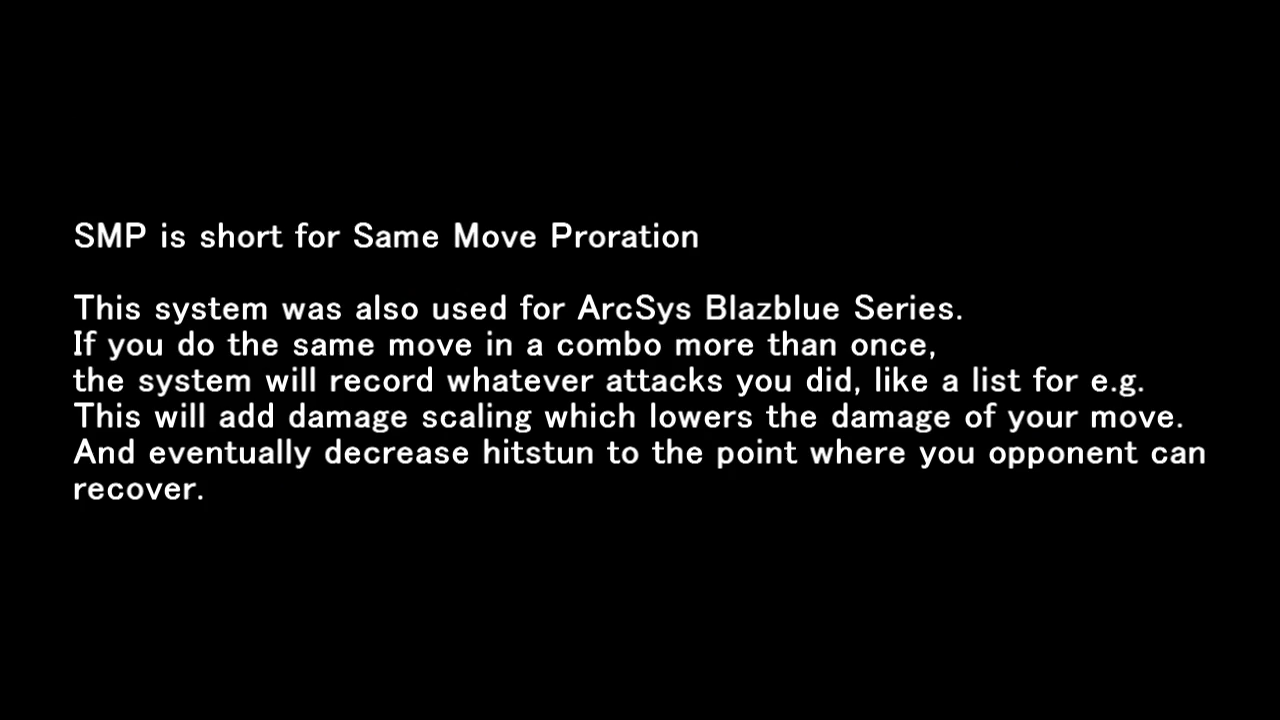 SMP is short for Same Move Proration
This system was also used for ArcSys Blazblue Series.
If you do the same move in a combo more than once,
the system will record whatever attacks you did, like a list for e.g.
This will add damage scaling which lowers the damage of your move.
And eventually decrease hitstun to the point where you opponent can
recover.